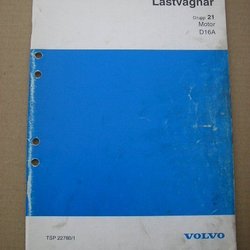 Lastvagnar
Grupp 21
Motor
D16A
TSP 22780/1
VOLVO